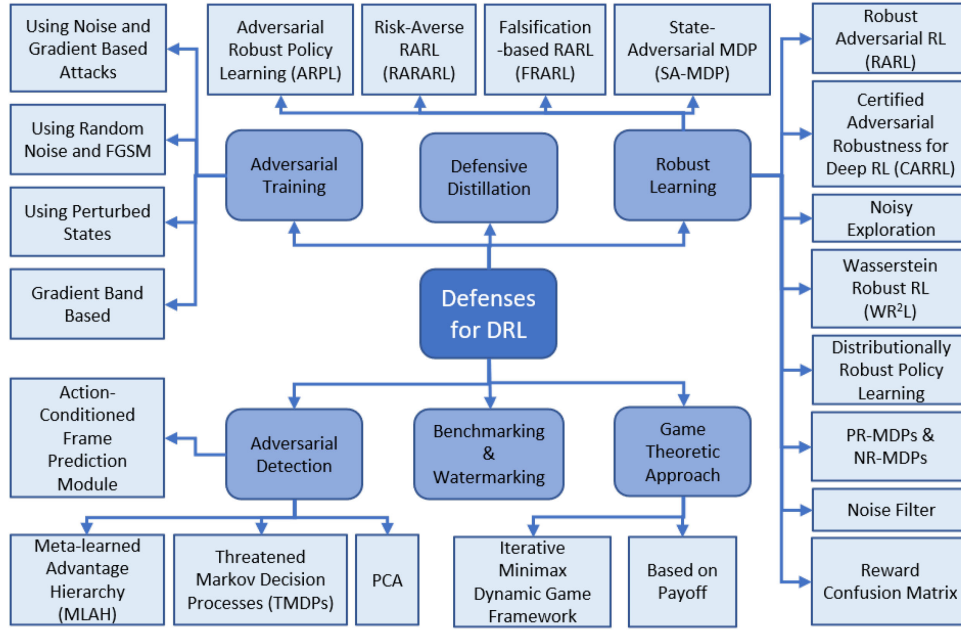 Using Noise and
Gradient Based
Attacks
Adversarial
Robust Policy
Learning (ARPL)
Risk-Averse
RARL
(RARARL)
Falsification
-based RARL
(FRARL)
State-
Adversarial MDP
(SA-MDP)
Robust
Adversarial RL
(RARL)
Using Random
Noise and FGSM
Adversarial
Training
Defensive
Distillation
Robust
Learning
Certified
Adversarial
Robustness for
Deep RL (CARRL)
Using Perturbed
States
Noisy
Exploration
Gradient Band
Based
Defenses
for DRL
Wasserstein
Robust RL
(WR²L)
Distributionally
Robust Policy
Learning
Action-
Conditioned
Frame
Prediction
Module
Adversarial
Detection
Benchmarking
&
Watermarking
Game
Theoretic
Approach
PR-MDPs &
NR-MDPs
Noise Filter
Meta-learned
Advantage
Hierarchy
(MLAH)
Threatened
Markov Decision
Processes (TMDPs)
PCA
Iterative
Minimax
Dynamic Game
Framework
Based on
Payoff
Reward
Confusion Matrix